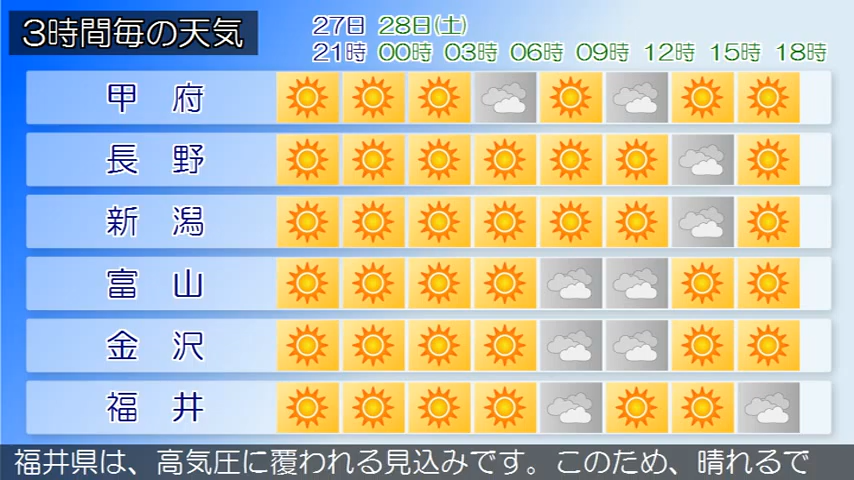 3時間毎の天気
27日 28日(土)
21時 00時 03時 06時 09時 12時 15時 18時
甲 府
長 野
新 潟
富 山
金 沢
福 井
福井県は、高気圧に覆われる見込みです。このため、晴れるで